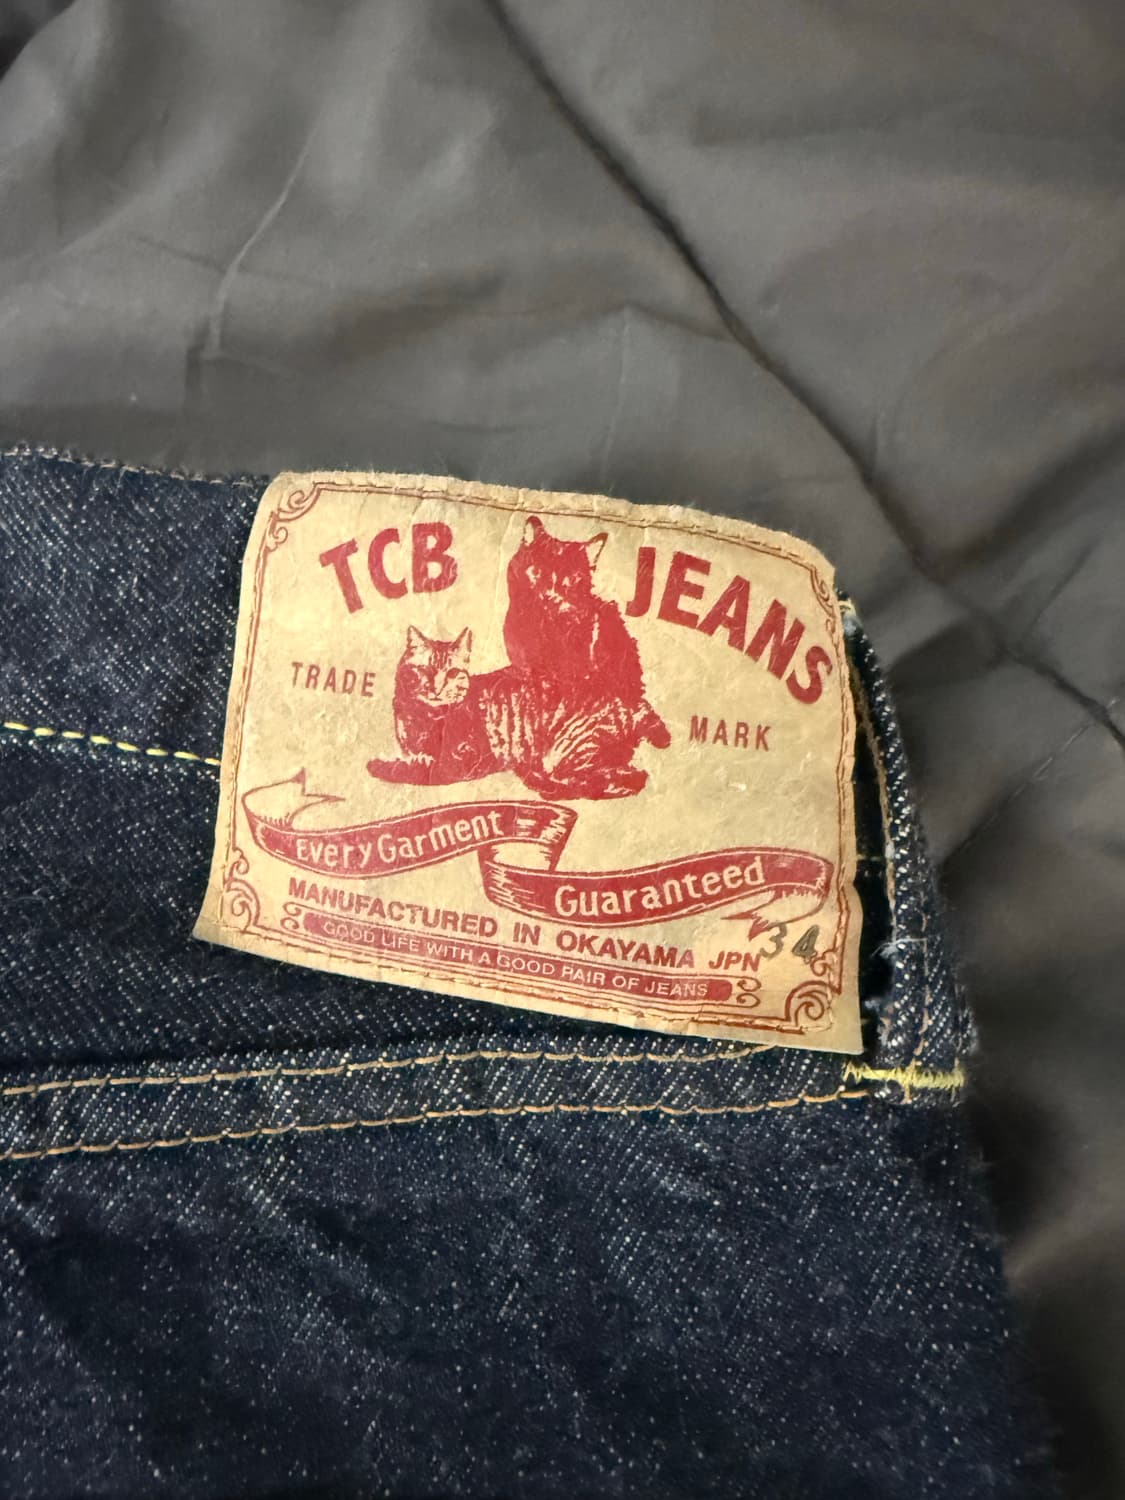 TCB JEANS
TRADE MARK
Every Garment
Guaranteed
MANUFACTURED IN OKAYAMA JPN
34
GOOD LIFE WITH A GOOD PAIR OF JEANS